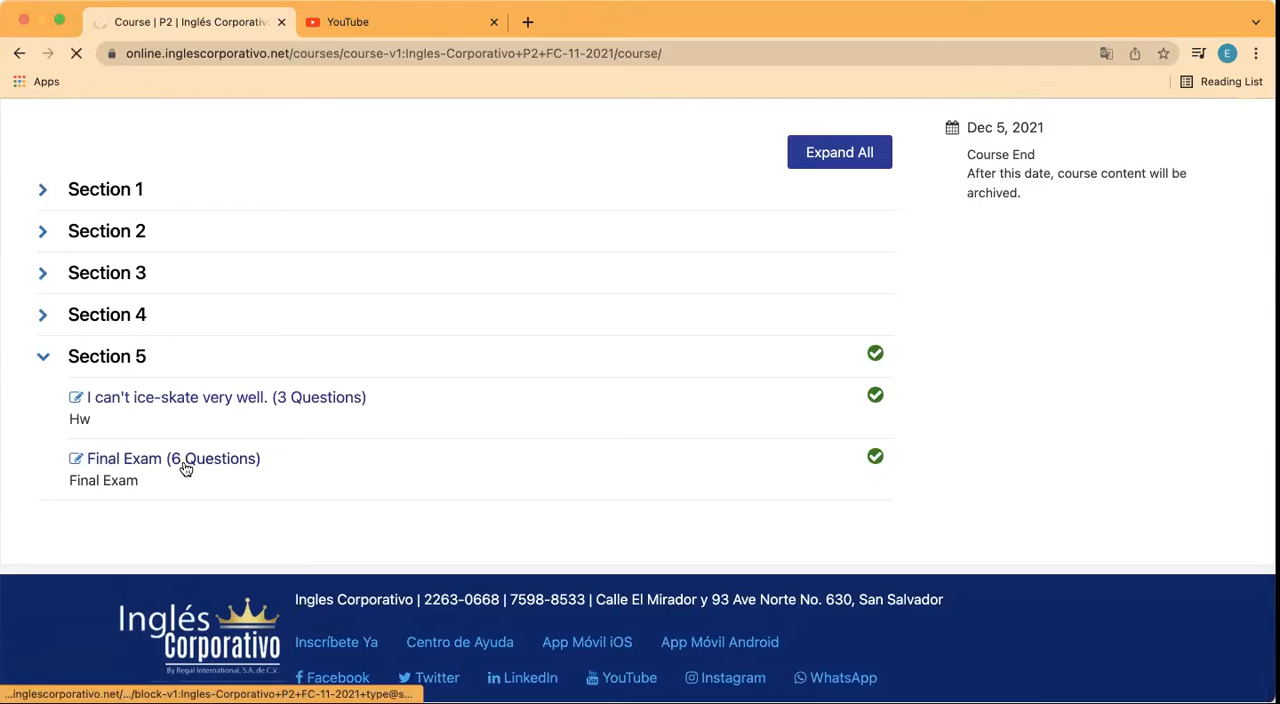 Course | P2 | Inglés Corporativ
YouTube
online.inglescorporativo.net/courses/course-v1:Ingles-Corporativo+P2+FC-11-2021/course/
E
Apps
Reading List
Dec 5, 2021
Expand All
Course End
After this date, course content will be
archived.
Section 1
Section 2
Section 3
Section 4
Section 5
I can't ice-skate very well. (3 Questions)
Hw
Final Exam (6 Questions)
Final Exam
Inglés Corporativo
By Regal International, S.A. de C.V.
Ingles Corporativo | 2263-0668 | 7598-8533 | Calle El Mirador y 93 Ave Norte No. 630, San Salvador
Inscríbete Ya Centro de Ayuda App Móvil iOS App Móvil Android
Facebook Twitter LinkedIn YouTube Instagram WhatsApp
...inglescorporativo.net/.../block-v1:Ingles-Corporativo+P2+FC-11-2021+type@s...